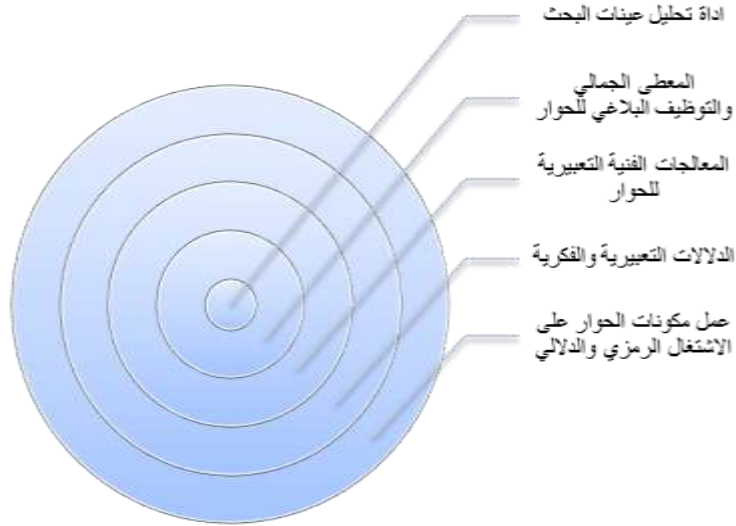 اداة تحليل عينات البحث
المعطى الجمالي
والتوظيف البلاغي للحوار
المعالجات الفنية التعبيرية
للحوار
الدلالات التعبيرية والفكرية
عمل مكونات الحوار على
الاشتغال الرمزي والدلالي